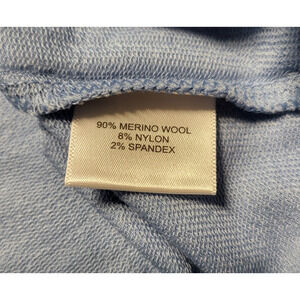 90% MERINO WOOL
8% NYLON
2% SPANDEX